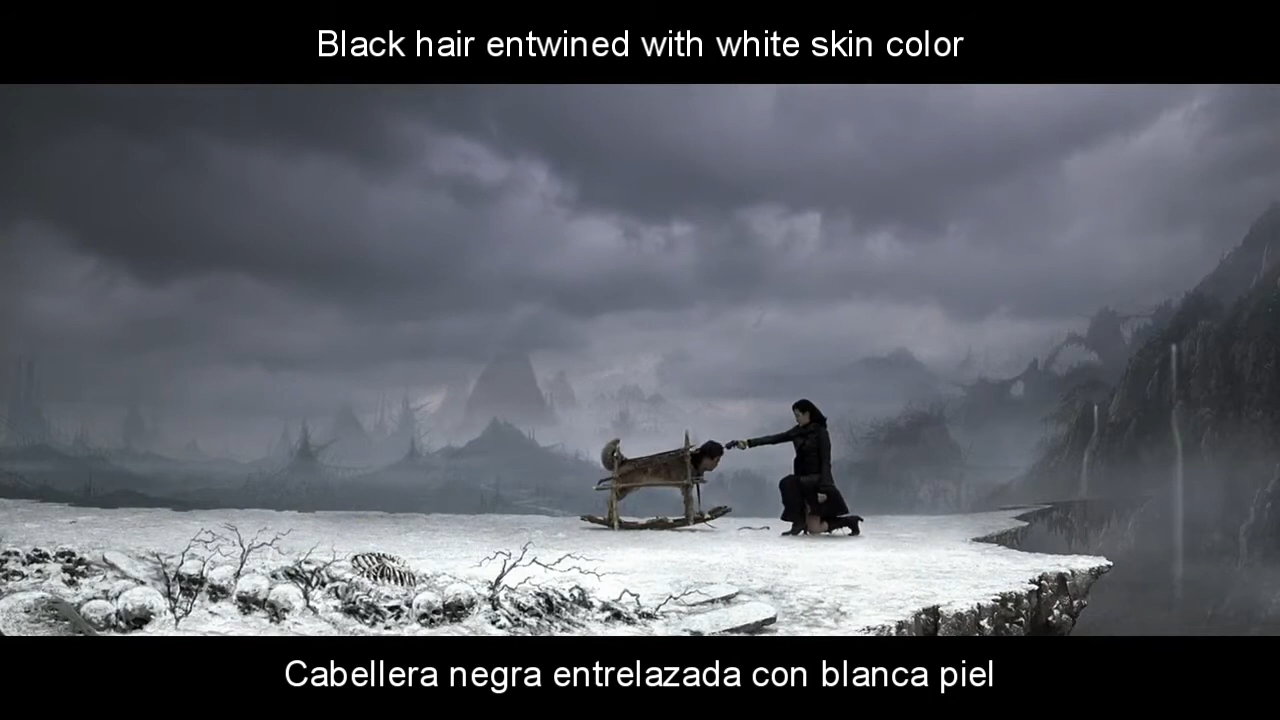 Black hair entwined with white skin color
Cabellera negra entrelazada con blanca piel